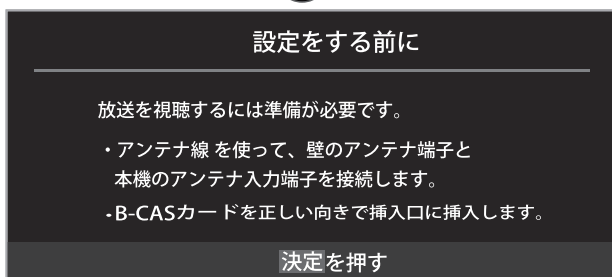 設定をする前に
放送を視聴するには準備が必要です。
・アンテナ線 を使って、壁のアンテナ端子と
本機のアンテナ入力端子を接続します。
・B-CASカードを正しい向きで挿入口に挿入します。
決定を押す